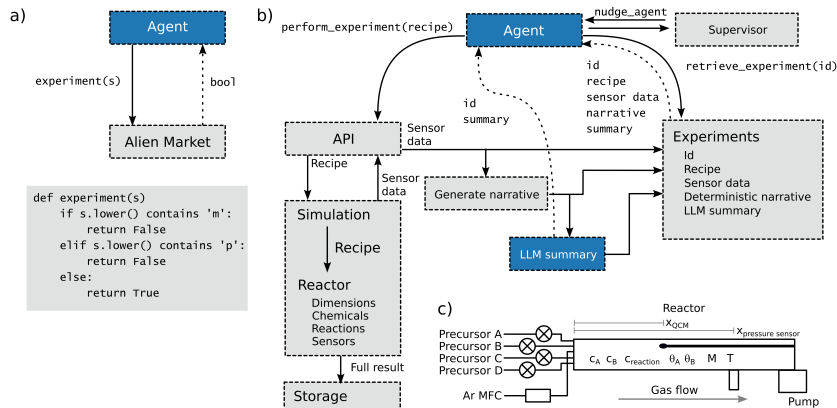 a)
Agent
experiment(s)
bool
Alien Market
def experiment(s)
if s.lower() contains 'm':
return False
elif s.lower() contains 'p':
return False
else:
return True
b)
perform_experiment(recipe)
Agent
nudge_agent
Supervisor
retrieve_experiment(id)
id
summary
id
recipe
sensor data
narrative
summary
API
Sensor
data
Recipe
Sensor
data
Generate narrative
LLM summary
Experiments
Id
Recipe
Sensor data
Deterministic narrative
LLM summary
Simulation
Recipe
Reactor
Dimensions
Chemicals
Reactions
Sensors
Full result
Storage
c)
Reactor
xQCM
xpressure sensor
Precursor A
Precursor B
Precursor C
Precursor D
cA cB creaction θA θB M T
Ar MFC
Gas flow
Pump